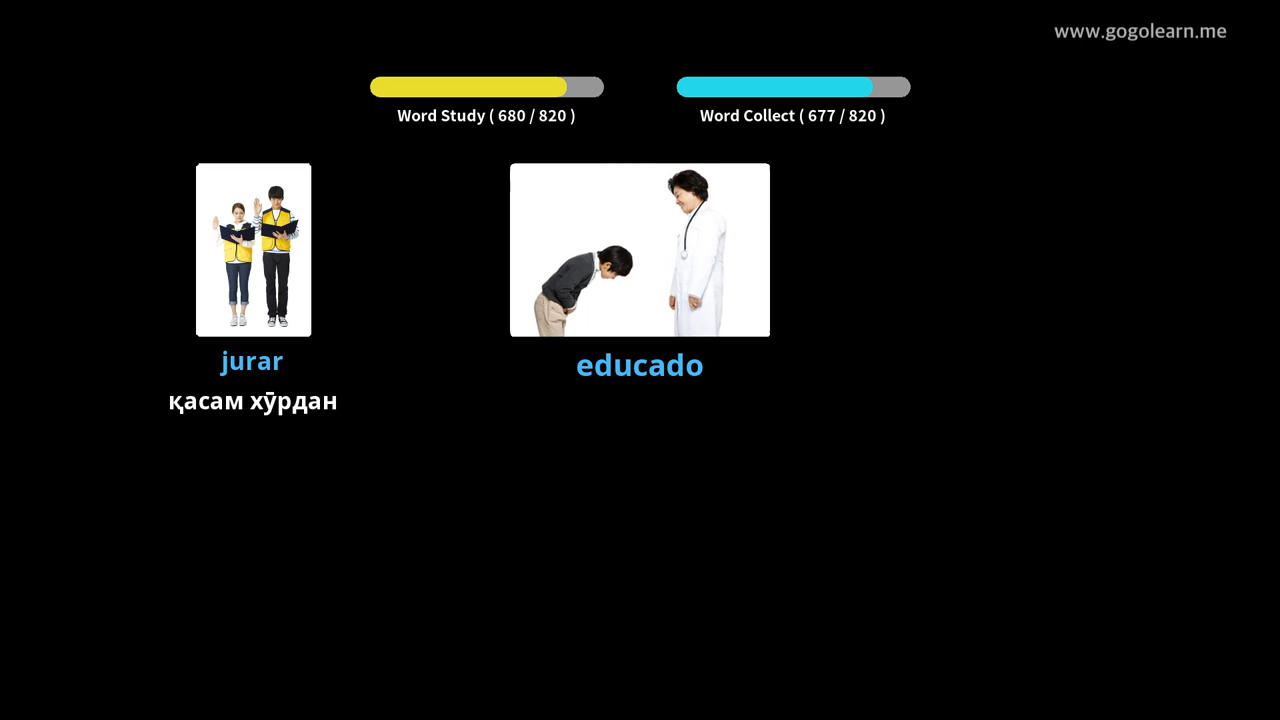 www.gogolearn.me
Word Study ( 680 / 820 )
Word Collect ( 677 / 820 )
jurar
қасам хӯрдан
educado